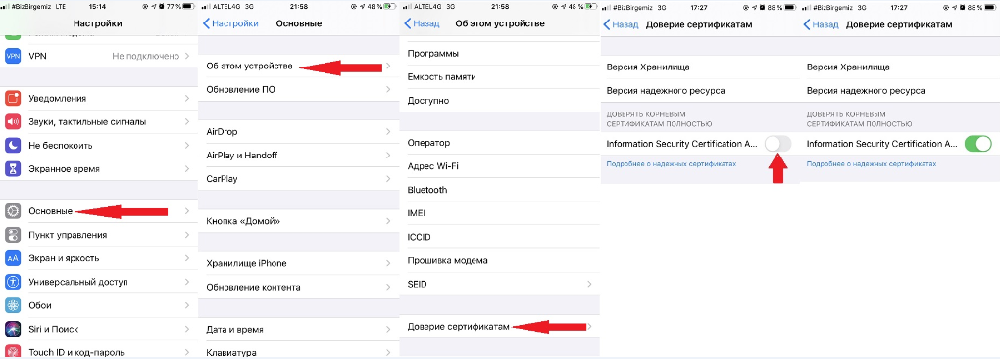 #BizBirgemiz LTE 15:14 77 %
Настройки
VPN Не подключено
Уведомления
Звуки, тактильные сигналы
Не беспокоить
Экранное время
Основные
Пункт управления
AA Экран и яркость
Универсальный доступ
Обои
Siri и Поиск
Touch ID и код-пароль
ALTEL4G 3G 21:58 48 %
Настройки Основные
Об этом устройстве
Обновление ПО
AirDrop
AirPlay и Handoff
CarPlay
Кнопка «Домой»
Хранилище iPhone
Обновление контента
Дата и время
Клавиатура
ALTEL4G 3G 21:58 48 %
Назад Об этом устройстве
Программы
Емкость памяти
Доступно
Оператор
Адрес Wi-Fi
Bluetooth
IMEI
ICCID
Прошивка модема
SEID
Доверие сертификатам
#BizBirgemiz 3G 17:27 88 %
Назад Доверие сертификатам
Версия Хранилища
Версия надежного ресурса
ДОВЕРЯТЬ КОРНЕВЫМ
СЕРТИФИКАТАМ ПОЛНОСТЬЮ
Information Security Certification A...
Подробнее о надежных сертификатах
#BizBirgemiz 3G 17:27 88 %
Назад Доверие сертификатам
Версия Хранилища
Версия надежного ресурса
ДОВЕРЯТЬ КОРНЕВЫМ
СЕРТИФИКАТАМ ПОЛНОСТЬЮ
Information Security Certification A...
Подробнее о надежных сертификатах